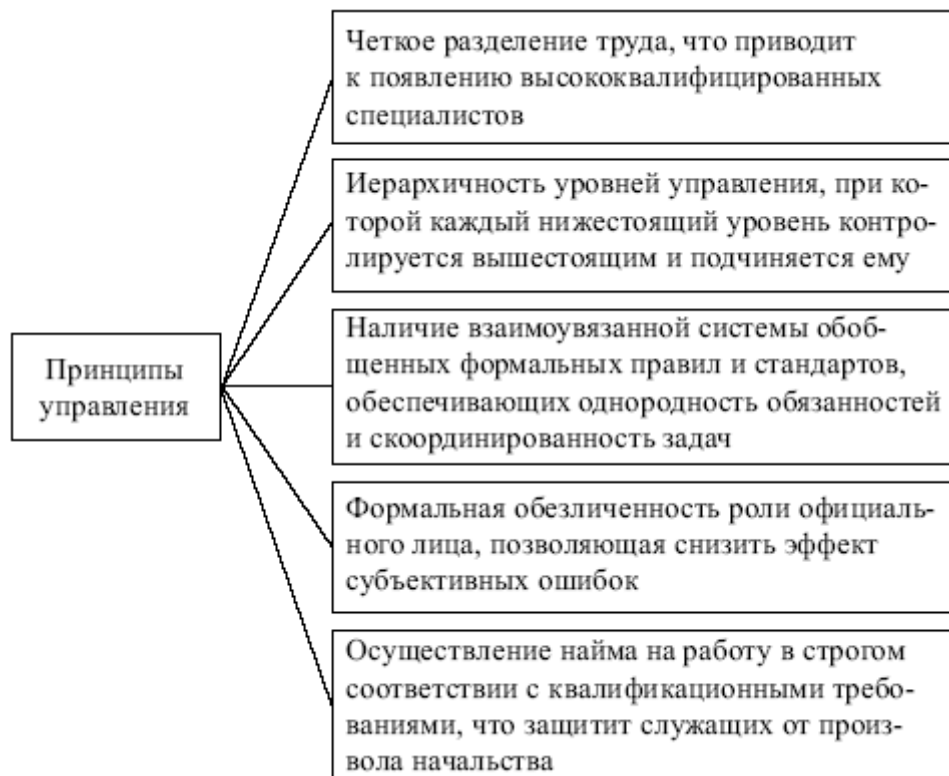 Принципы
управления
Четкое разделение труда, что приводит
к появлению высококвалифицированных
специалистов
Иерархичность уровней управления, при ко-
торой каждый нижестоящий уровень контро-
лируется вышестоящим и подчиняется ему
Наличие взаимоувязанной системы обоб-
щенных формальных правил и стандартов,
обеспечивающих однородность обязанностей
и скоординированность задач
Формальная обезличенность роли официаль-
ного лица, позволяющая снизить эффект
субъективных ошибок
Осуществление найма на работу в строгом
соответствии с квалификационными требо-
ваниями, что защитит служащих от произ-
вола начальства